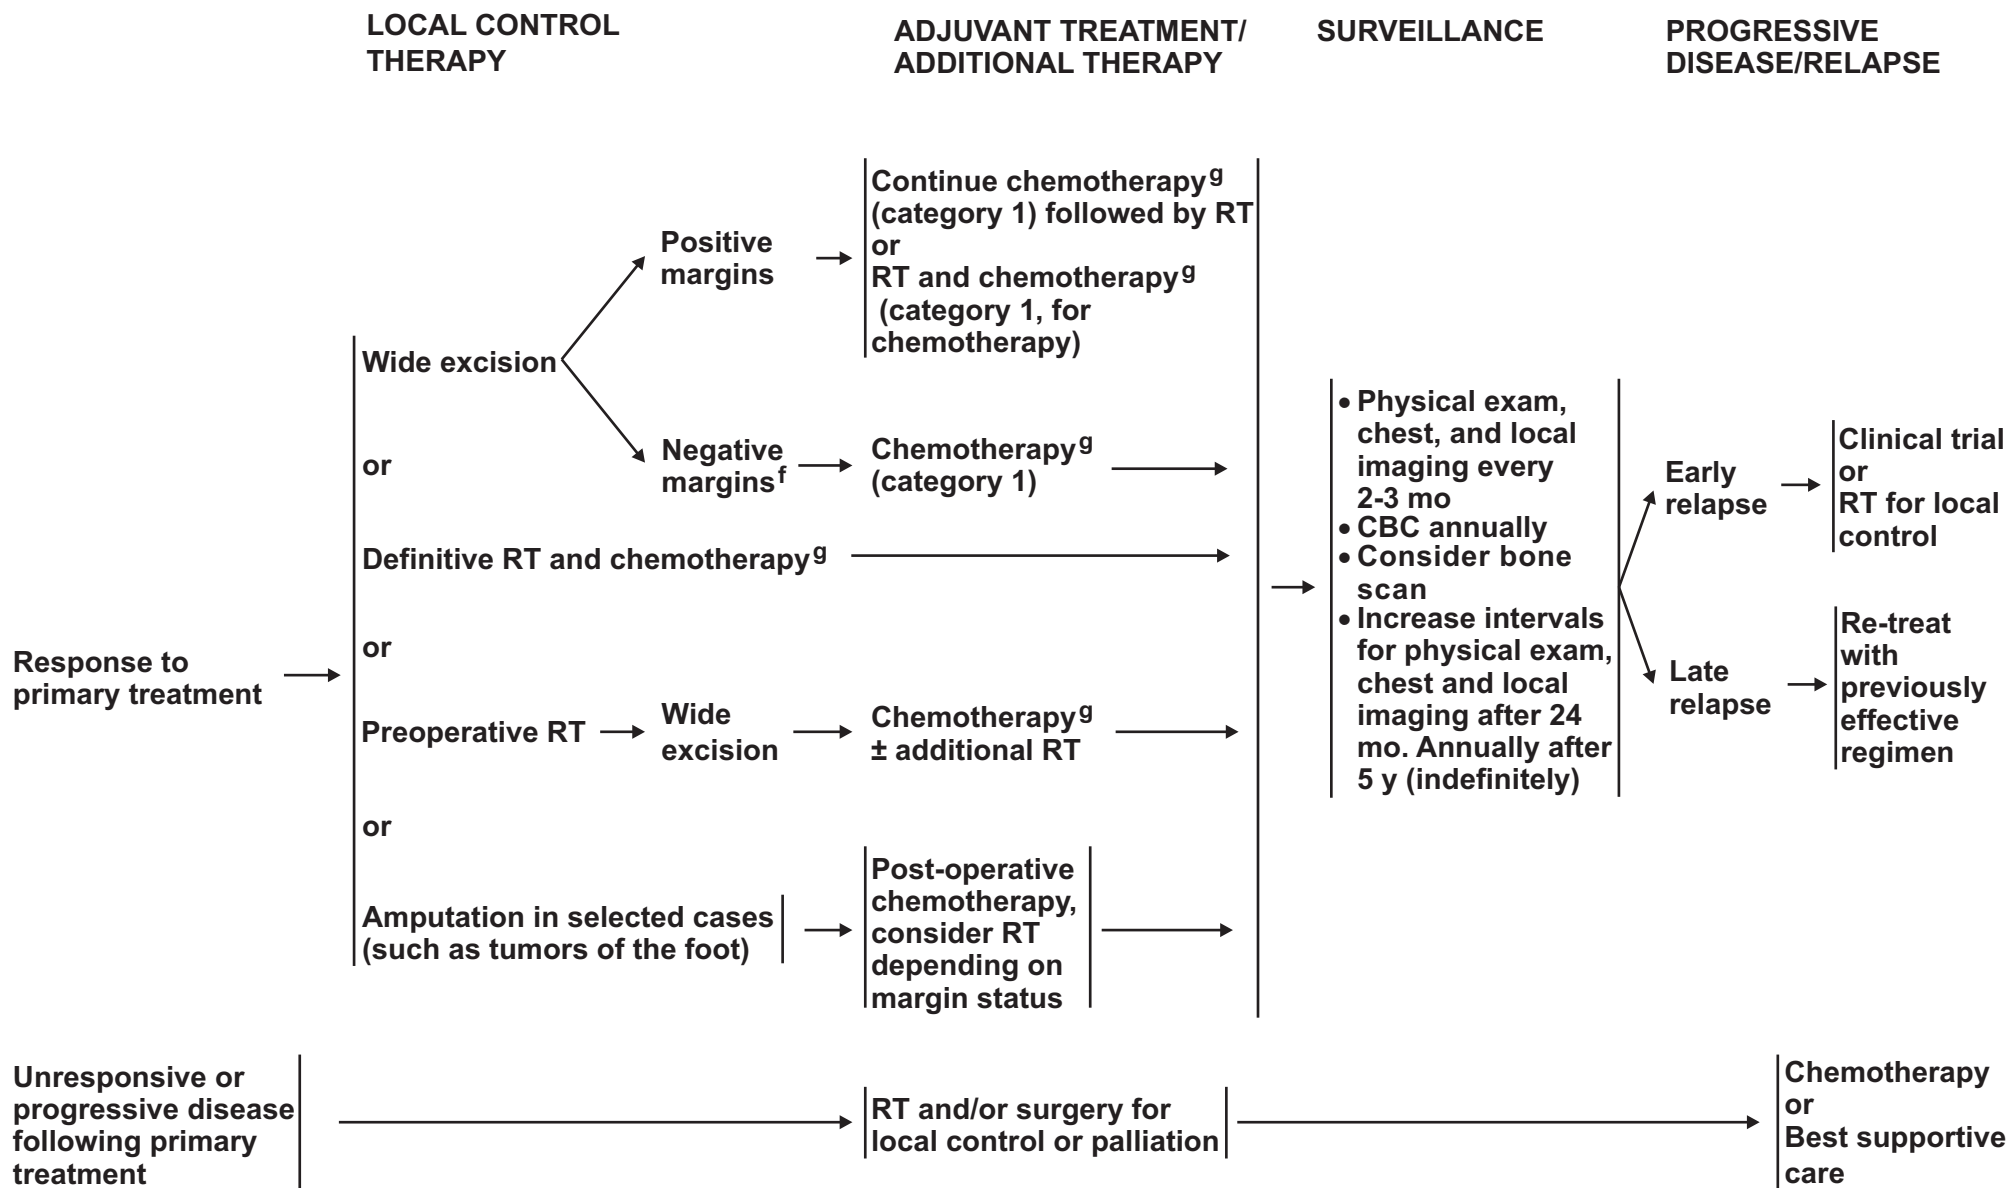 LOCAL CONTROL
THERAPY
ADJUVANT TREATMENT/
ADDITIONAL THERAPY
SURVEILLANCE
PROGRESSIVE
DISEASE/RELAPSE
Response to
primary treatment
Wide excision
or
Definitive RT and chemotherapy g
or
Preoperative RT
or
Amputation in selected cases
(such as tumors of the foot)
Positive
margins
Negative
margins f
Wide
excision
Continue chemotherapy g
(category 1) followed by RT
or
RT and chemotherapy g
(category 1, for
chemotherapy)
Chemotherapy g
(category 1)
Chemotherapy g
± additional RT
Post-operative
chemotherapy,
consider RT
depending on
margin status
• Physical exam,
chest, and local
imaging every
2-3 mo
• CBC annually
• Consider bone
scan
• Increase intervals
for physical exam,
chest and local
imaging after 24
mo. Annually after
5 y (indefinitely)
Early
relapse
Clinical trial
or
RT for local
control
Late
relapse
Re-treat
with
previously
effective
regimen
Unresponsive or
progressive disease
following primary
treatment
RT and/or surgery for
local control or palliation
Chemotherapy
or
Best supportive
care